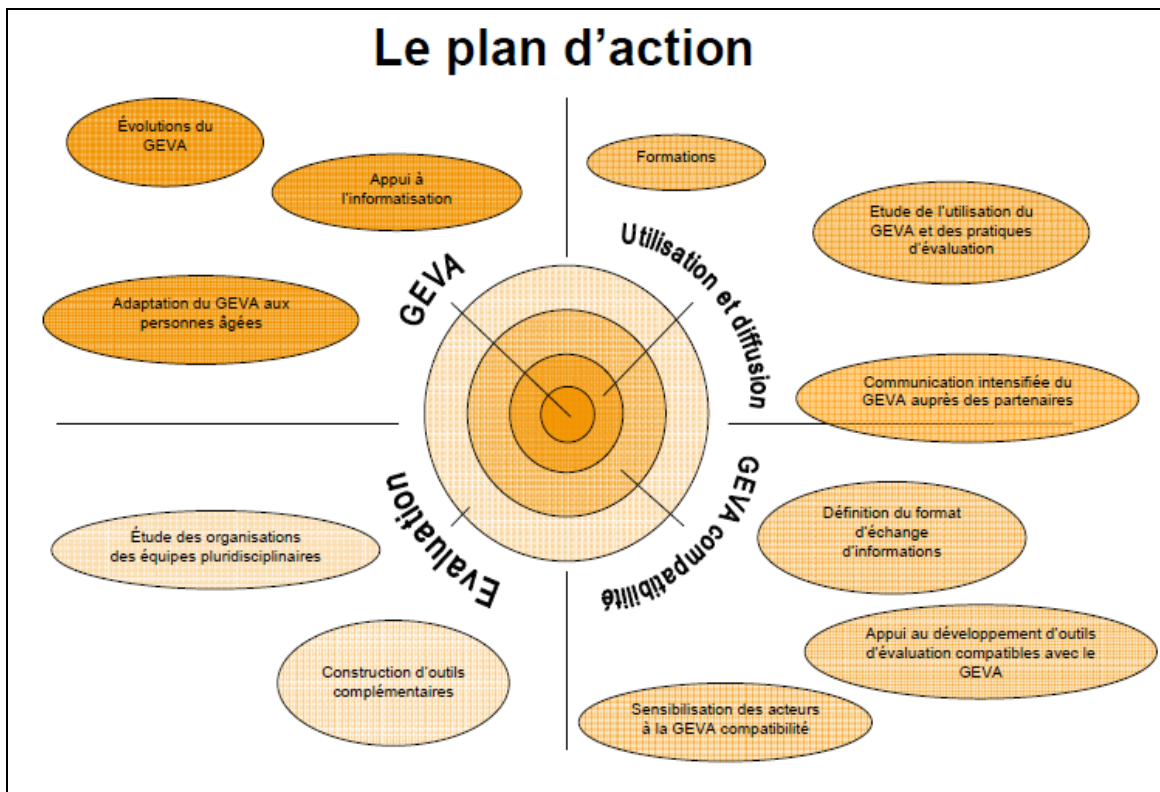 Le plan d'action
Évolutions du
GEVA
Appui à
l'informatisation
Adaptation du GEVA aux
personnes âgées
GEVA
Formations
Etude de l'utilisation du
GEVA et des pratiques
d'évaluation
Utilisation et diffusion
Communication intensifiée du
GEVA auprès des partenaires
Evaluation
Étude des organisations
des équipes pluridisciplinaires
Construction d'outils
complémentaires
GEVA compatibilité
Définition du format
d'échange
d'informations
Appui au développement d'outils
d'évaluation compatibles avec le
GEVA
Sensibilisation des acteurs
à la GEVA compatibilité